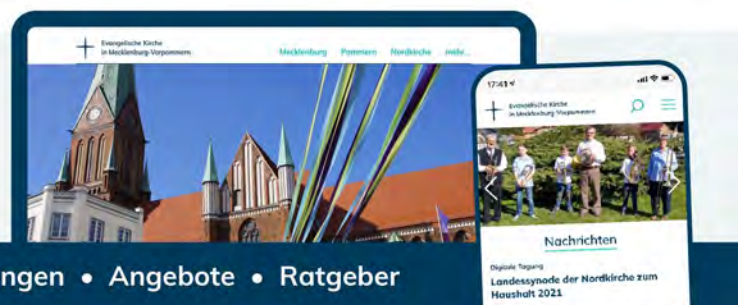 Evangelische Kirche
in Mecklenburg-Vorpommern
Mecklenburg Pommern Nordkirche mehr...
17:41
Evangelische Kirche
in Mecklenburg-Vorpommern
Nachrichten
Digitale Tagung
Landessynode der Nordkirche zum
Haushalt 2021
ngen • Angebote • Ratgeber